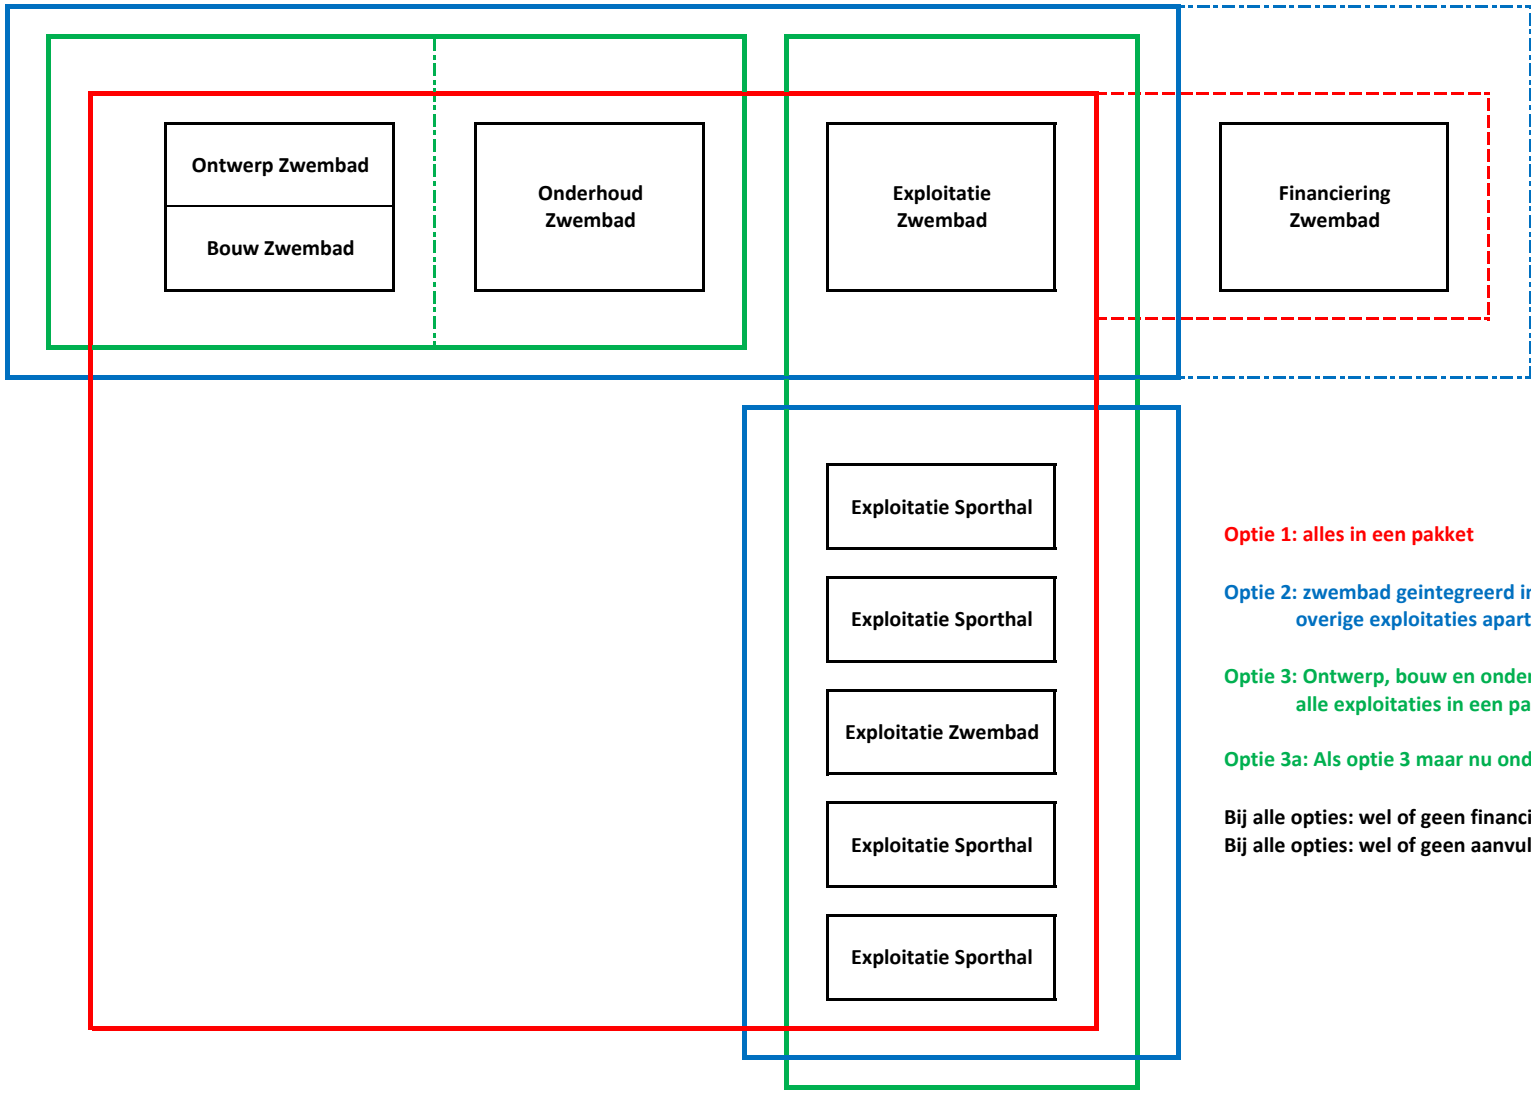 Ontwerp Zwembad
Bouw Zwembad
Onderhoud
Zwembad
Exploitatie
Zwembad
Financiering
Zwembad
Exploitatie Sporthal
Exploitatie Sporthal
Exploitatie Zwembad
Exploitatie Sporthal
Exploitatie Sporthal
Optie 1: alles in een pakket
Optie 2: zwembad geintegreerd
overige exploitaties apart
Optie 3: Ontwerp, bouw en
alle exploitaties in een
Optie 3a: Als optie 3 maar nu
Bij alle opties: wel of geen
Bij alle opties: wel of geen